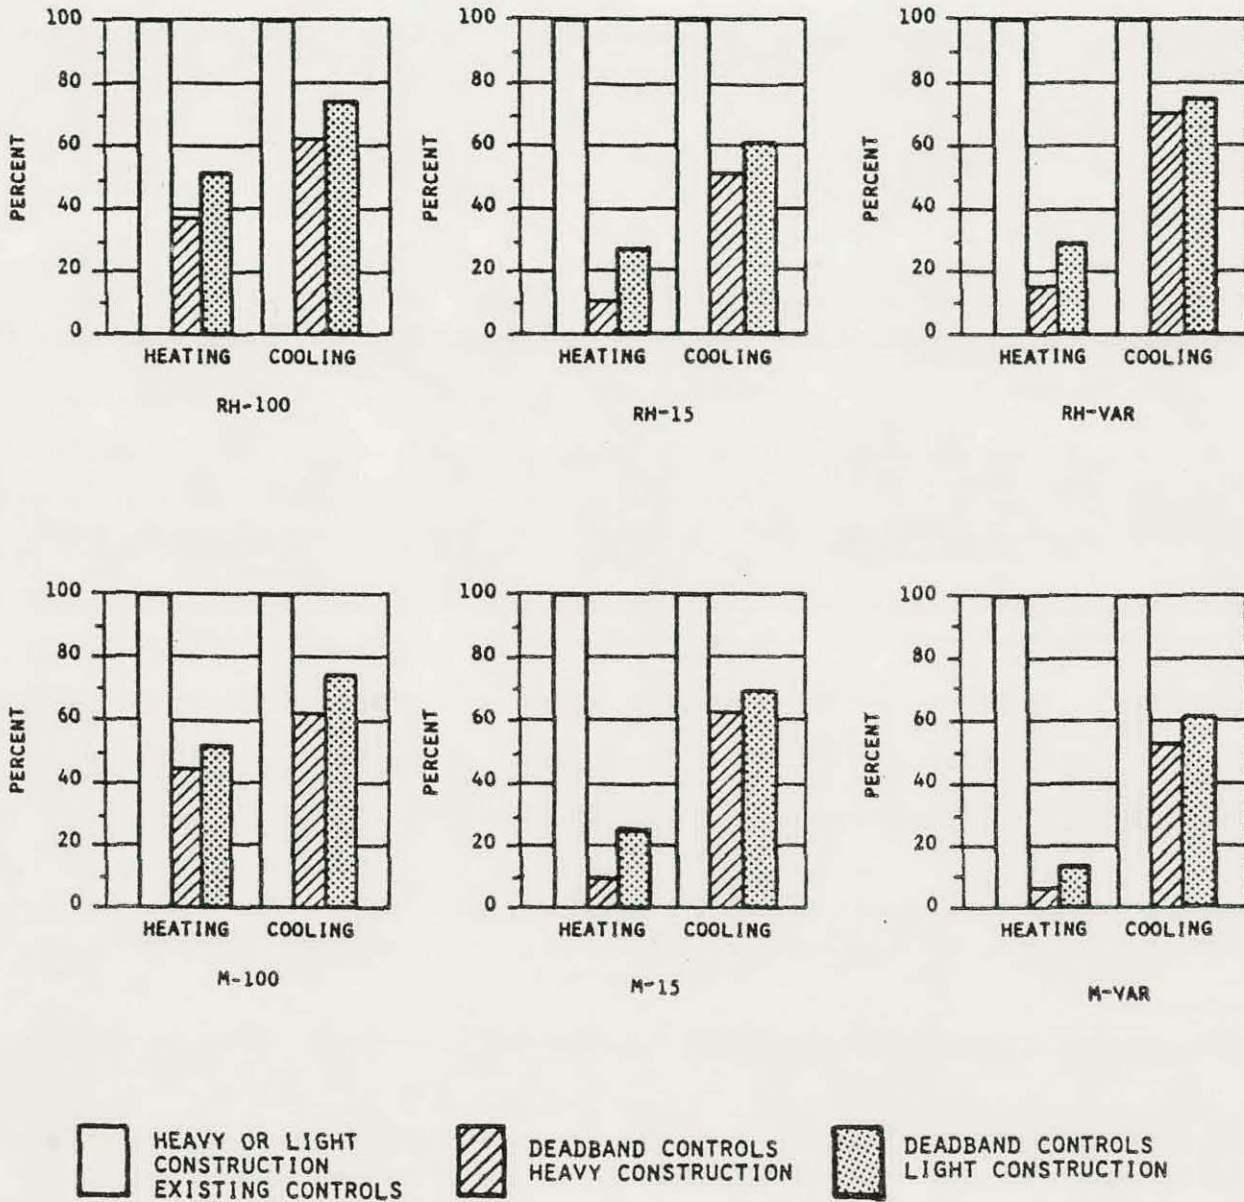 100
80
60
40
20
0
PERCENT
HEATING COOLING
RH-100
100
80
60
40
20
0
PERCENT
HEATING COOLING
RH-15
100
80
60
40
20
0
PERCENT
HEATING COOLING
RH-VAR
100
80
60
40
20
0
PERCENT
HEATING COOLING
M-100
100
80
60
40
20
0
PERCENT
HEATING COOLING
M-15
100
80
60
40
20
0
PERCENT
HEATING COOLING
M-VAR
HEAVY OR LIGHT
CONSTRUCTION
EXISTING CONTROLS
DEADBAND CONTROLS
HEAVY CONSTRUCTION
DEADBAND CONTROLS
LIGHT CONSTRUCTION